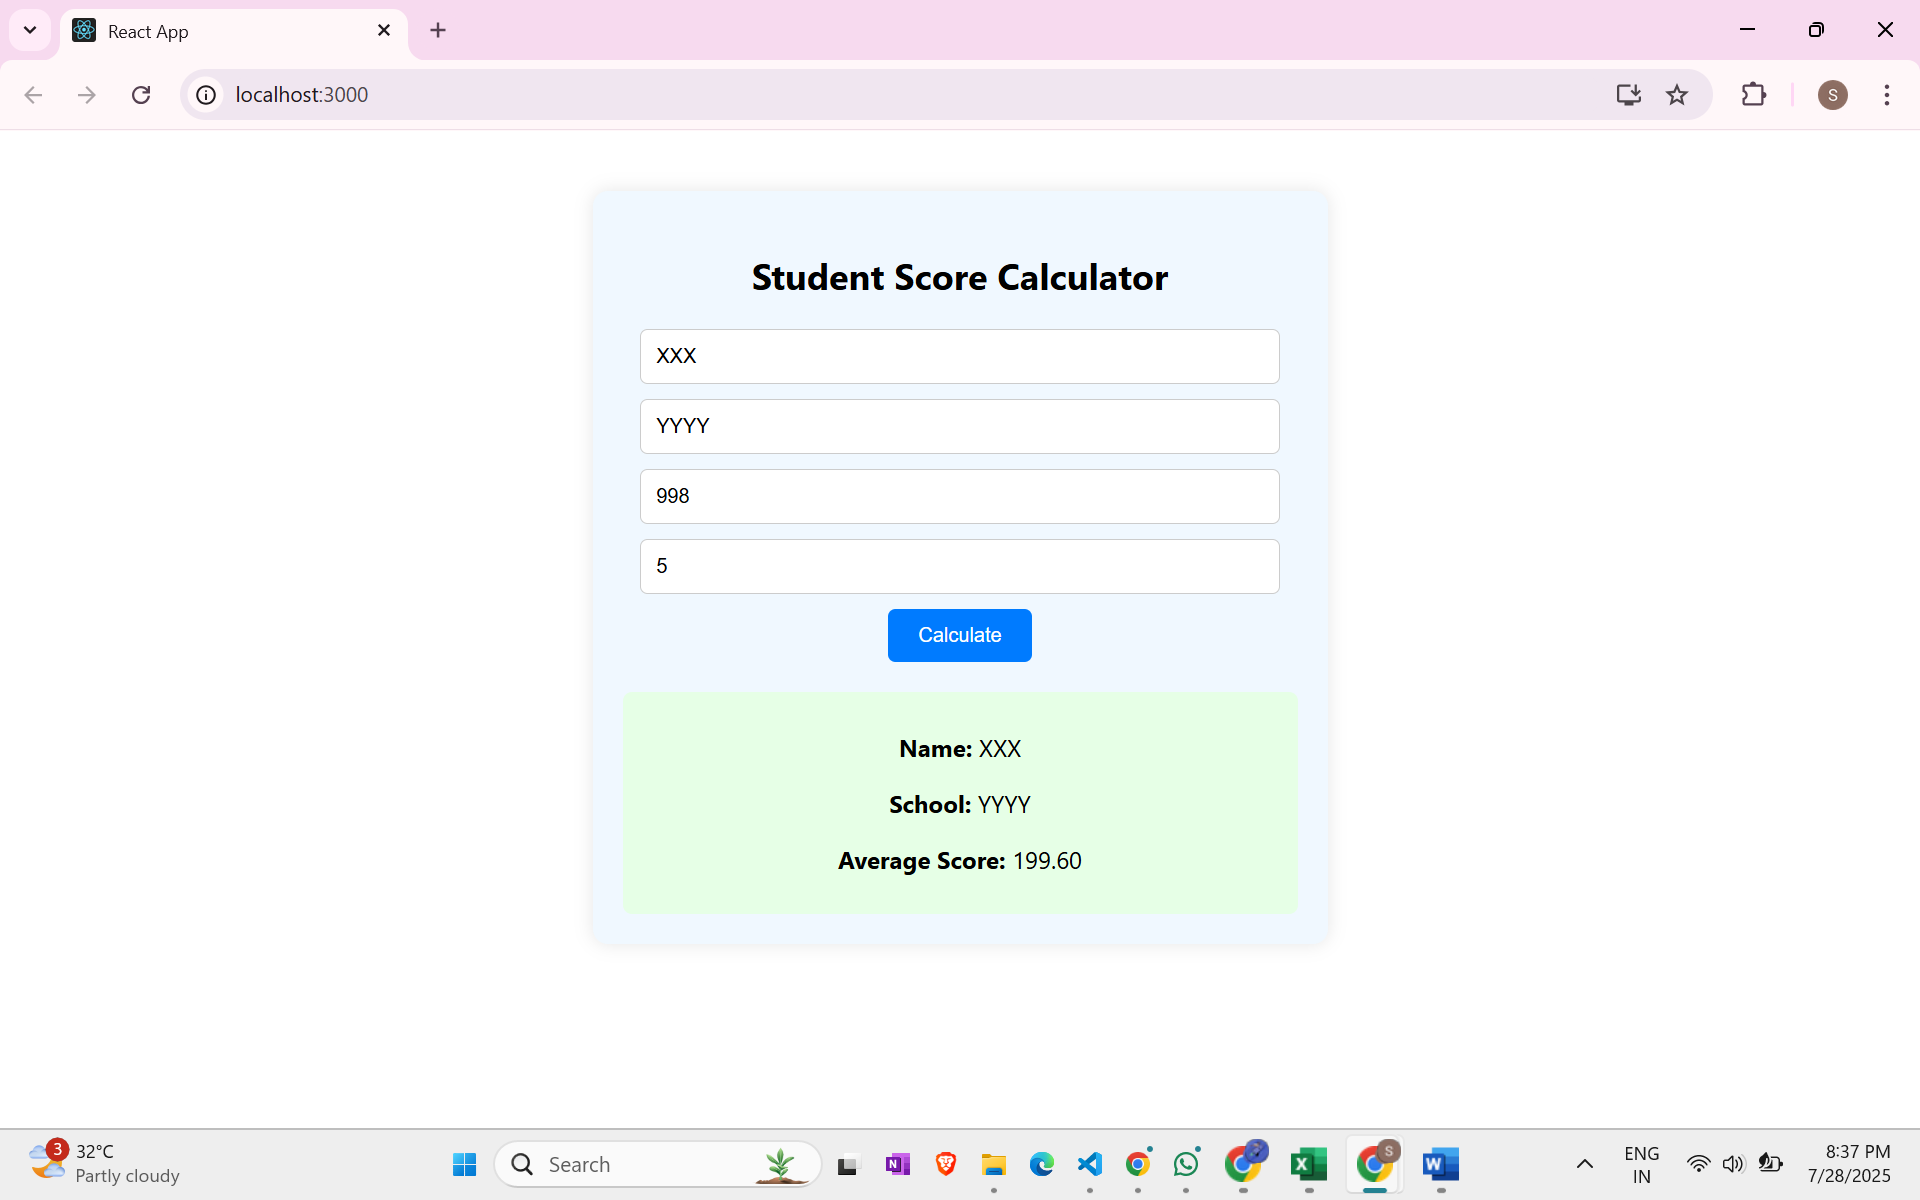 React App
localhost:3000
S
Student Score Calculator
XXX
YYYY
998
5
Calculate
Name: XXX
School: YYYY
Average Score: 199.60
3
32°C
Partly cloudy
Search
N
X
S
W
ENG
IN
8:37 PM
7/28/2025